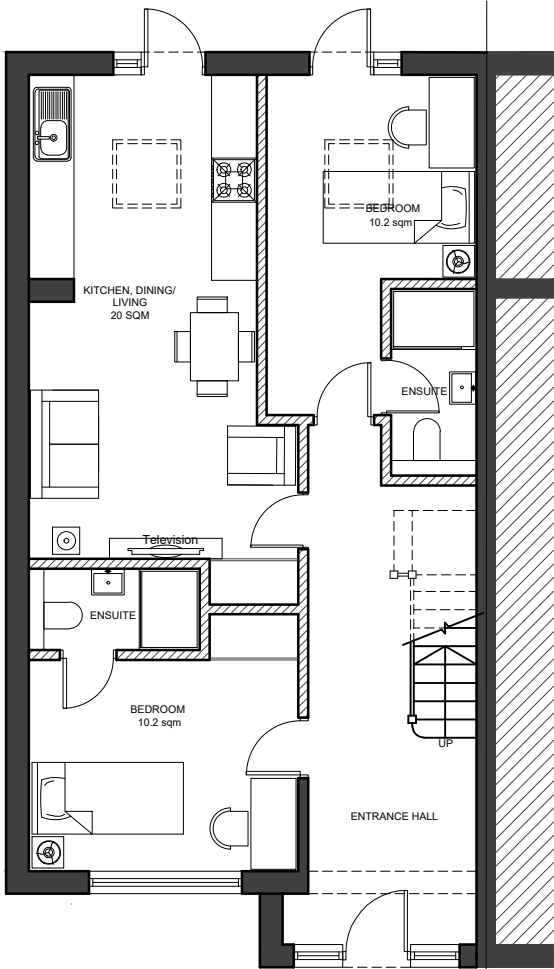 BEDROOM
10.2 sqm
KITCHEN, DINING/
LIVING
20 SQM
ENSUITE
Television
ENSUITE
BEDROOM
10.2 sqm
UP
ENTRANCE HALL